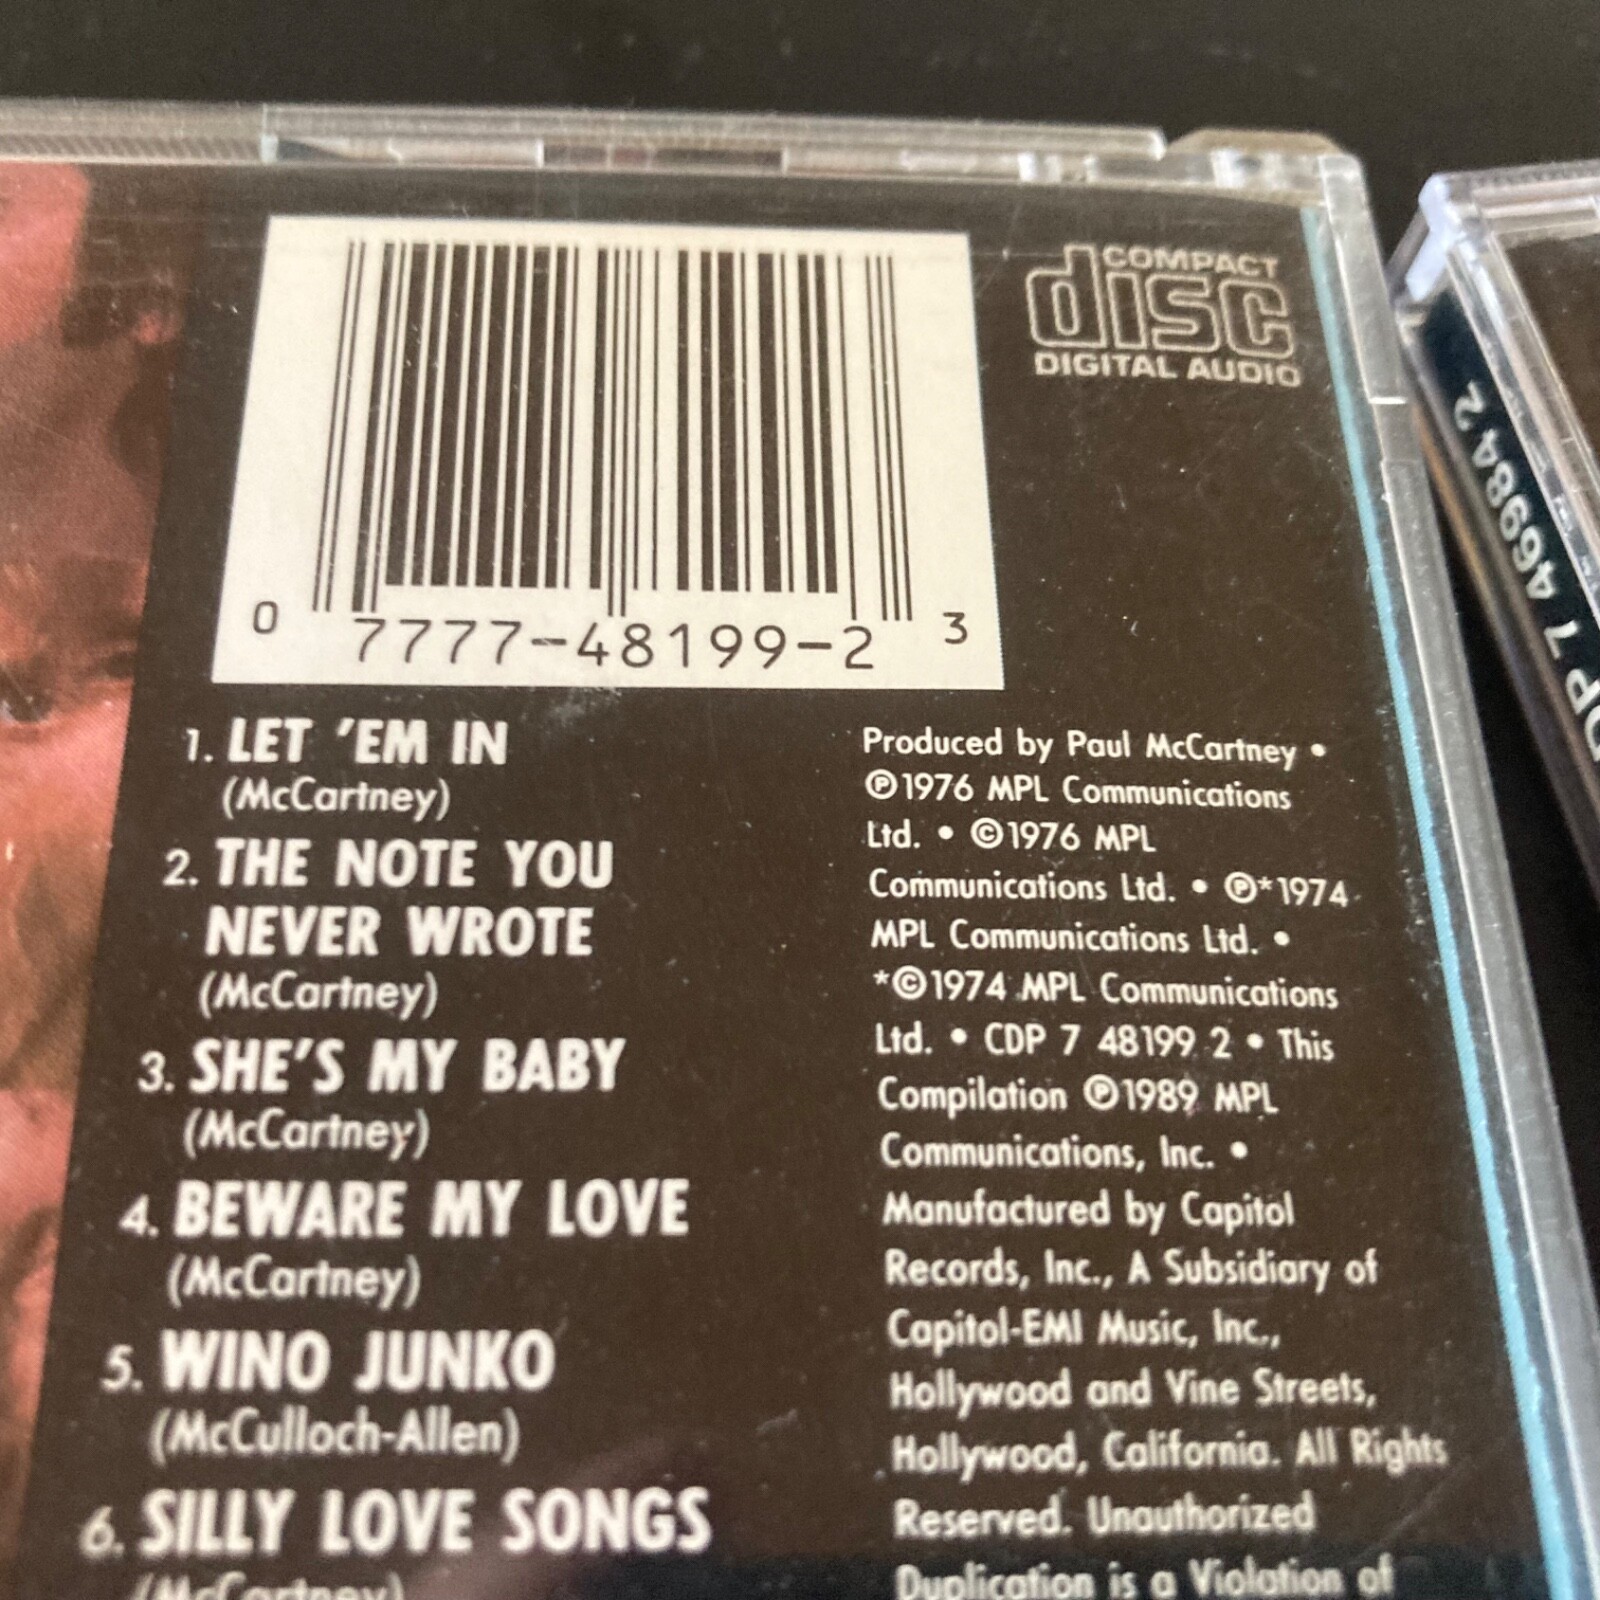 COMPACT
disc
DIGITAL AUDIO
0 7777-48199-2 3
1. LET 'EM IN
(McCartney)
2. THE NOTE YOU
NEVER WROTE
(McCartney)
3. SHE'S MY BABY
(McCartney)
4. BEWARE MY LOVE
(McCartney)
5. WINO JUNKO
(McCulloch-Allen)
6. SILLY LOVE SONGS
(McCartney)
Produced by Paul McCartney •
℗1976 MPL Communications
Ltd. • ©1976 MPL
Communications Ltd. • ℗*1974
MPL Communications Ltd. •
*©1974 MPL Communications
Ltd. • CDP 7 48199 2 • This
Compilation ℗1989 MPL
Communications, Inc. •
Manufactured by Capitol
Records, Inc., A Subsidiary of
Capitol-EMI Music, Inc.,
Hollywood and Vine Streets,
Hollywood, California. All Rights
Reserved. Unauthorized
Duplication is a Violation of
DP 7 46984 2